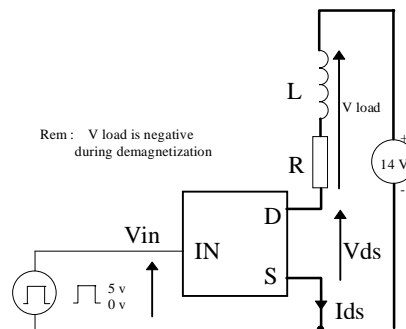 L
V load
Rem : V load is negative
during demagnetization
R
+
14 V
-
D
Vin
IN
Vds
S
5 v
0 v
Ids